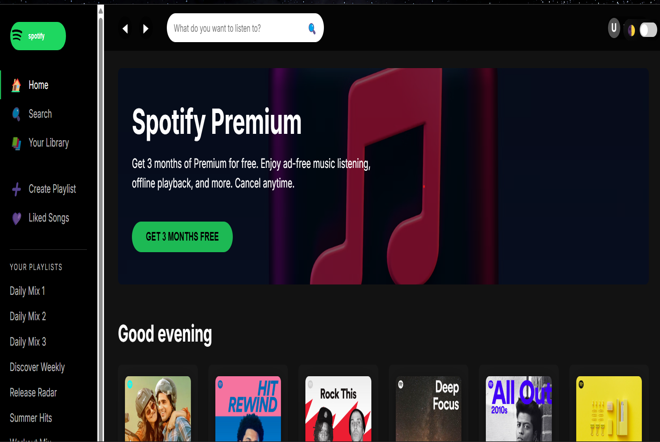 spotify
What do you want to listen to?
U
Home
Search
Your Library
Create Playlist
Liked Songs
YOUR PLAYLISTS
Daily Mix 1
Daily Mix 2
Daily Mix 3
Discover Weekly
Release Radar
Summer Hits
Workout Mix
Spotify Premium
Get 3 months of Premium for free. Enjoy ad-free music listening,
offline playback, and more. Cancel anytime.
GET 3 MONTHS FREE
Good evening
HIT
REWIND
Rock This
Deep
Focus
All Out
2010s